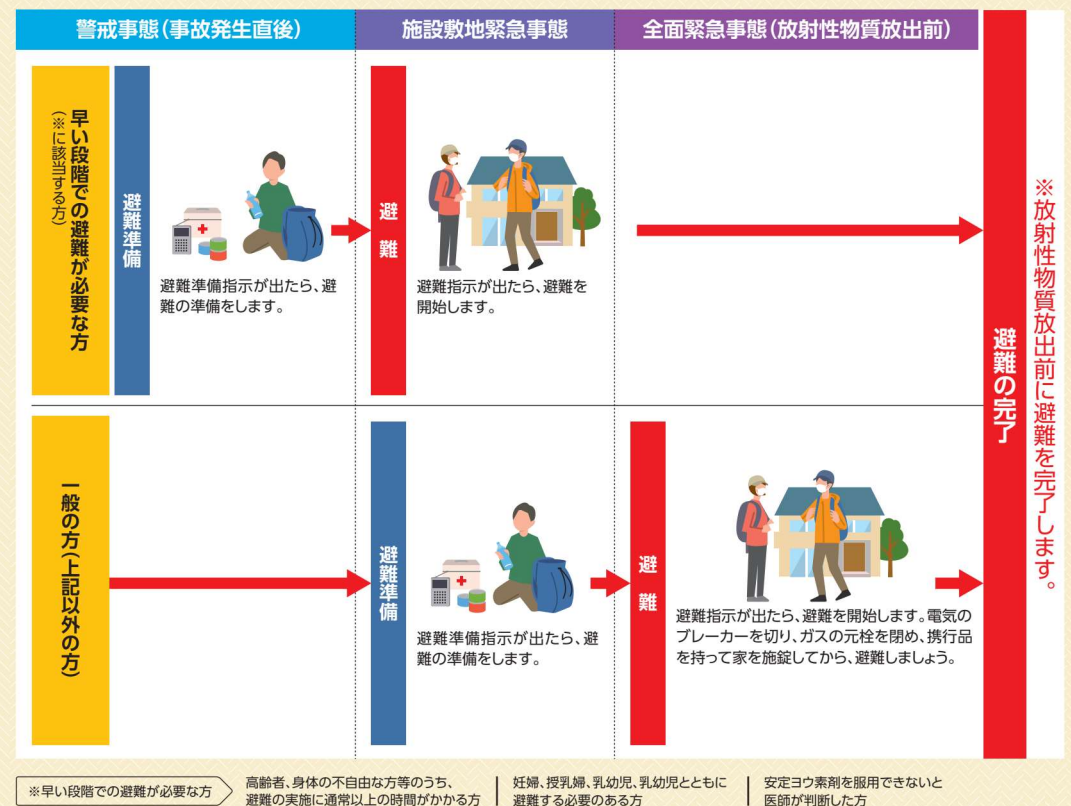 警戒事態(事故発生直後)
施設敷地緊急事態
全面緊急事態(放射性物質放出前)
早い段階での避難が必要な方
(※に該当する方)
避難準備
避難準備指示が出たら、避
難の準備をします。
避難
避難指示が出たら、避難を
開始します。
一般の方(上記以外の方)
避難準備
避難準備指示が出たら、避
難の準備をします。
避難
避難指示が出たら、避難を開始します。電気の
ブレーカーを切り、ガスの元栓を閉め、携行品
を持って家を施錠してから、避難しましょう。
避難の完了
※放射性物質放出前に避難を完了します。
※早い段階での避難が必要な方
高齢者、身体の不自由な方等のうち、
避難の実施に通常以上の時間がかかる方
妊婦、授乳婦、乳幼児、乳幼児とともに
避難する必要のある方
安定ヨウ素剤を服用できないと
医師が判断した方